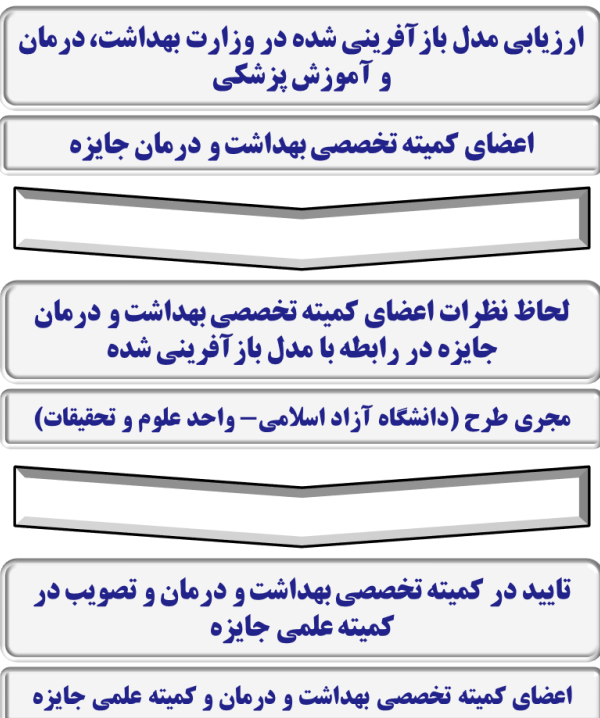 ارزیابی مدل بازآفرینی شده در وزارت بهداشت، درمان
و آموزش پزشکی
اعضای کمیته تخصصی بهداشت و درمان جایزه
لحاظ نظرات اعضای کمیته تخصصی بهداشت و درمان
جایزه در رابطه با مدل بازآفرینی شده
مجری طرح (دانشگاه آزاد اسلامی– واحد علوم و تحقیقات)
تایید در کمیته تخصصی بهداشت و درمان و تصویب در
کمیته علمی جایزه
اعضای کمیته تخصصی بهداشت و درمان و کمیته علمی جایزه